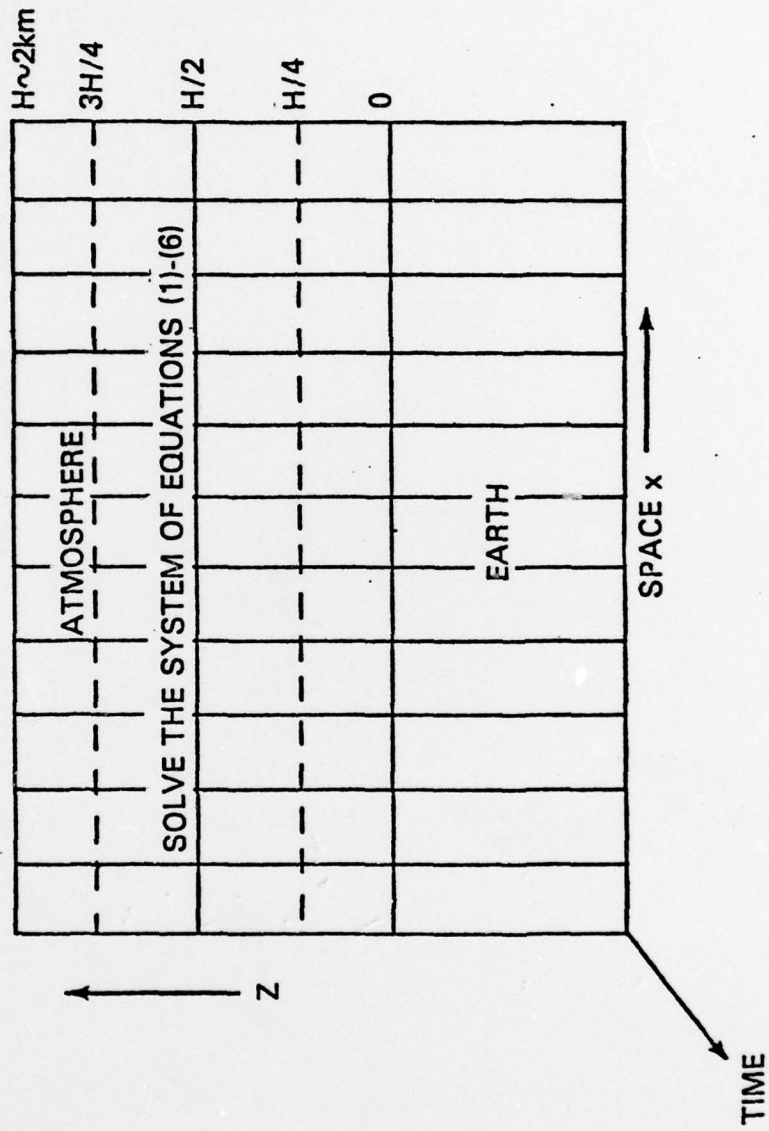 H~2km
ATMOSPHERE
3H/4
SOLVE THE SYSTEM OF EQUATIONS (1)-(6)
H/2
H/4
Z
0
EARTH
SPACE x
TIME